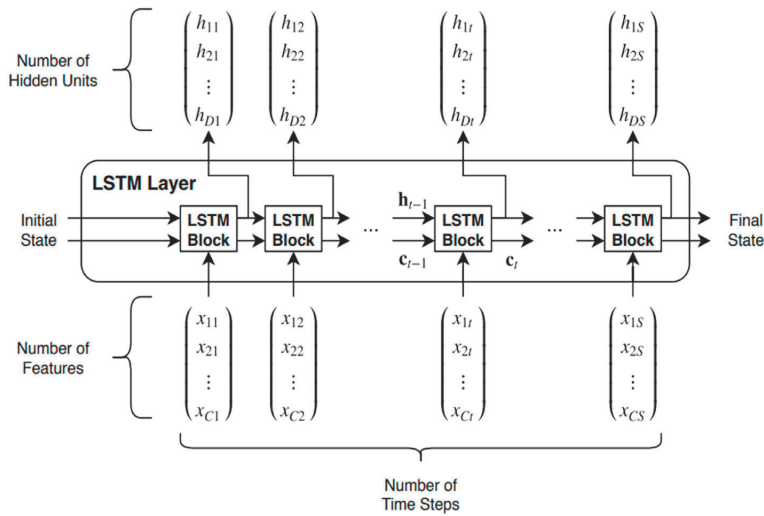 Number of
Hidden Units
h11 h12 h1t h1S
h21 h22 h2t h2S
⋮ ⋮ ⋮ ⋮
hD1 hD2 hDt hDS
LSTM Layer
Initial
State
LSTM
Block
LSTM
Block
...
ht−1
ct−1
LSTM
Block
ct
...
LSTM
Block
Final
State
Number of
Features
x11 x12 x1t x1S
x21 x22 x2t x2S
⋮ ⋮ ⋮ ⋮
xC1 xC2 xCt xCS
Number of
Time Steps